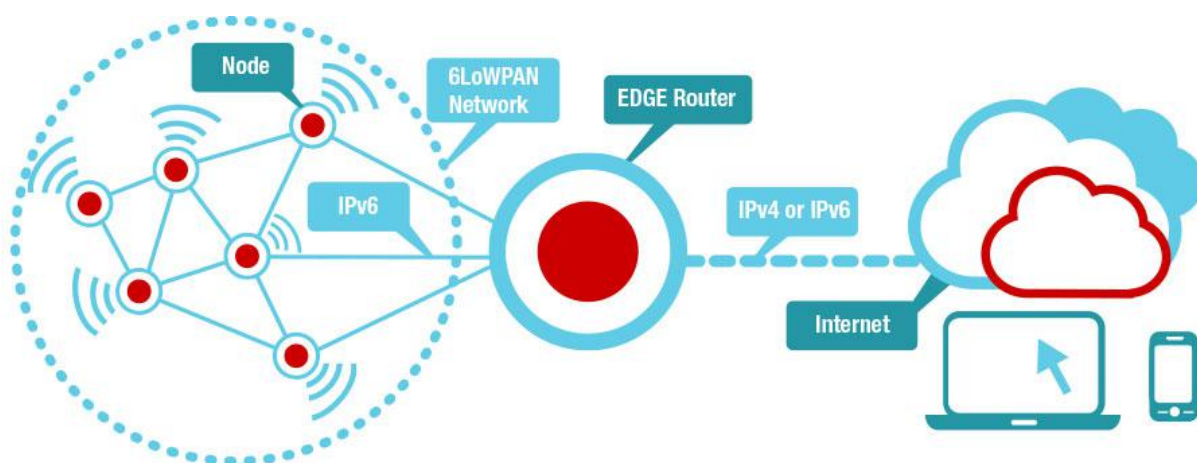 Node
6LoWPAN
Network
EDGE Router
IPv6
IPv4 or IPv6
Internet